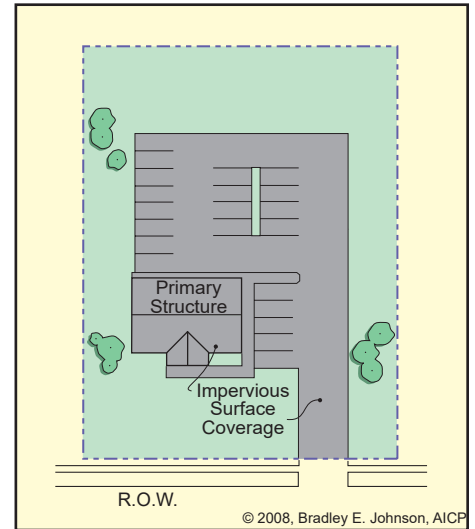 Primary
Structure
Impervious
Surface
Coverage
R.O.W.
© 2008, Bradley E. Johnson, AICP